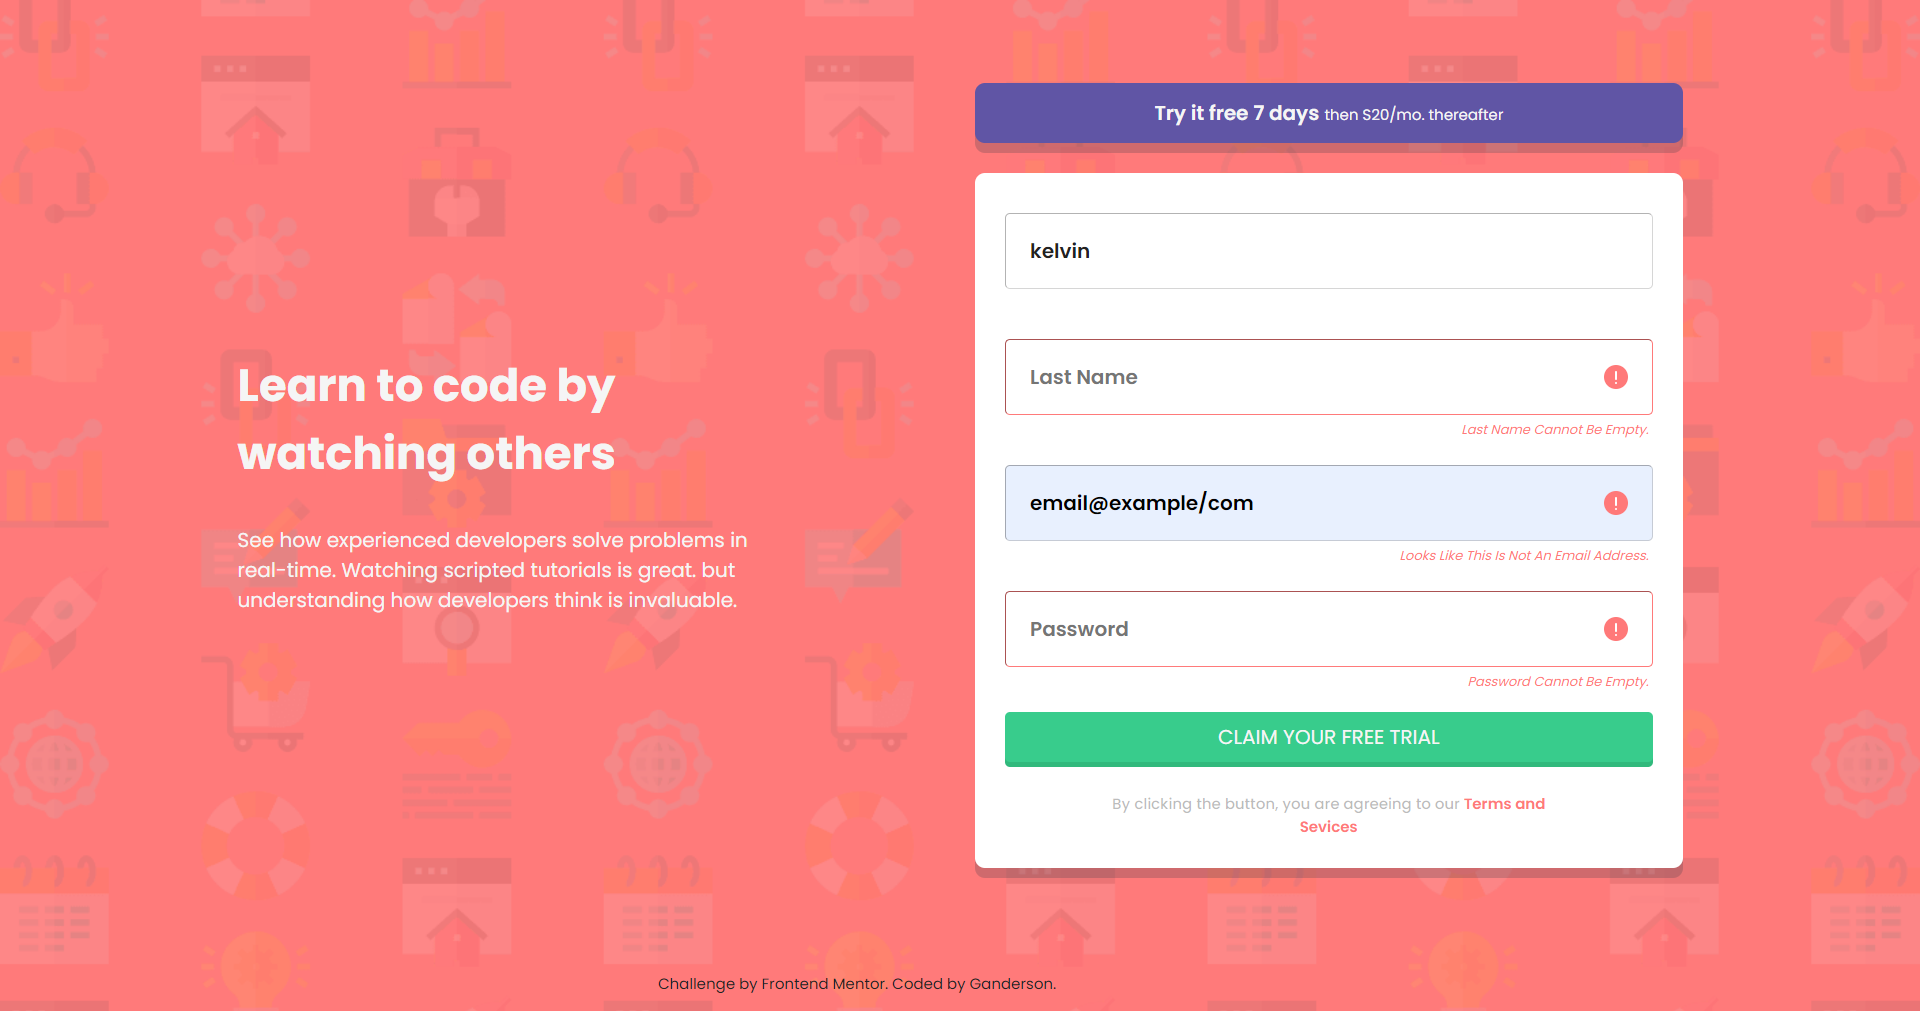 Try it free 7 days then S20/mo. thereafter
kelvin
Last Name
Last Name Cannot Be Empty.
Learn to code by
watching others
email@example/com
Looks Like This Is Not An Email Address.
See how experienced developers solve problems in
real-time. Watching scripted tutorials is great. but
understanding how developers think is invaluable.
Password
Password Cannot Be Empty.
CLAIM YOUR FREE TRIAL
By clicking the button, you are agreeing to our Terms and
Sevices
Challenge by Frontend Mentor. Coded by Ganderson.